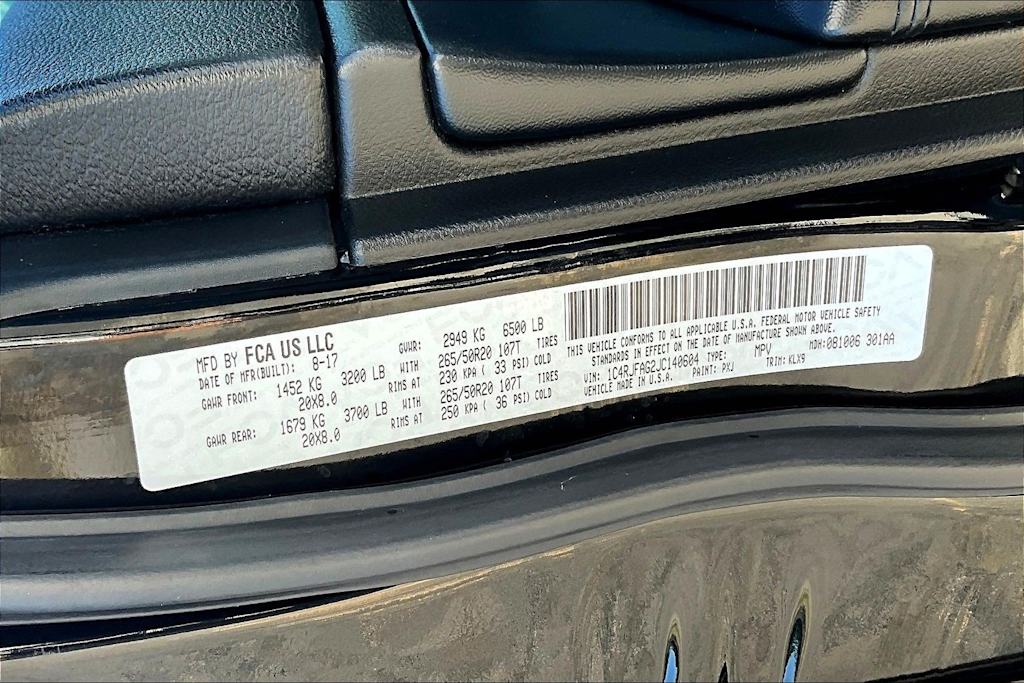 MFD BY FCA US LLC
DATE OF MFR(BUILT): 8-17 GVWR: 2949 KG 6500 LB
GAWR FRONT: 1452 KG 3200 LB WITH 265/50R20 107T TIRES
20X8.0 RIMS AT 230 KPA ( 33 PSI) COLD
GAWR REAR: 1679 KG 3700 LB WITH 265/50R20 107T TIRES
20X8.0 RIMS AT 250 KPA ( 36 PSI) COLD
THIS VEHICLE CONFORMS TO ALL APPLICABLE U.S.A. FEDERAL MOTOR VEHICLE SAFETY
STANDARDS IN EFFECT ON THE DATE OF MANUFACTURE SHOWN ABOVE.
VIN: 1C4RJFAG2JC140604 TYPE: MPV MDH: 081006 301AA
VEHICLE MADE IN U.S.A. PAINT: PXJ TRIM: KLX9